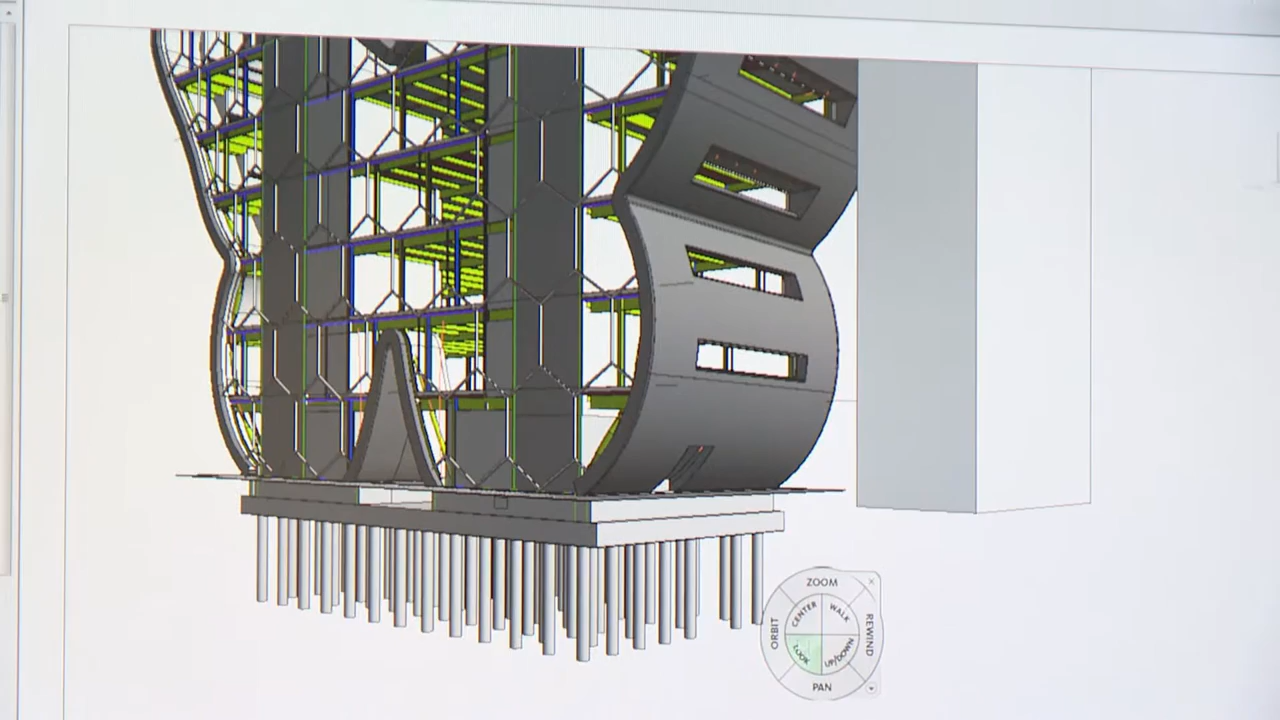 ZOOM
CENTER
WALK
ORBIT
REWIND
LOOK
UP/DOWN
PAN